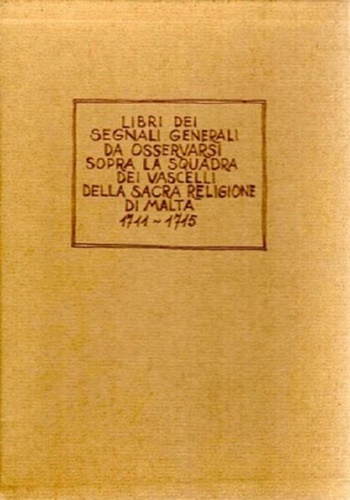 LIBRI DEI
SEGNALI GENERALI
DA OSSERVARSI
SOPRA LA SQUADRA
DEI VASCELLI
DELLA SACRA RELIGIONE
DI MALTA
1711 ~ 1715